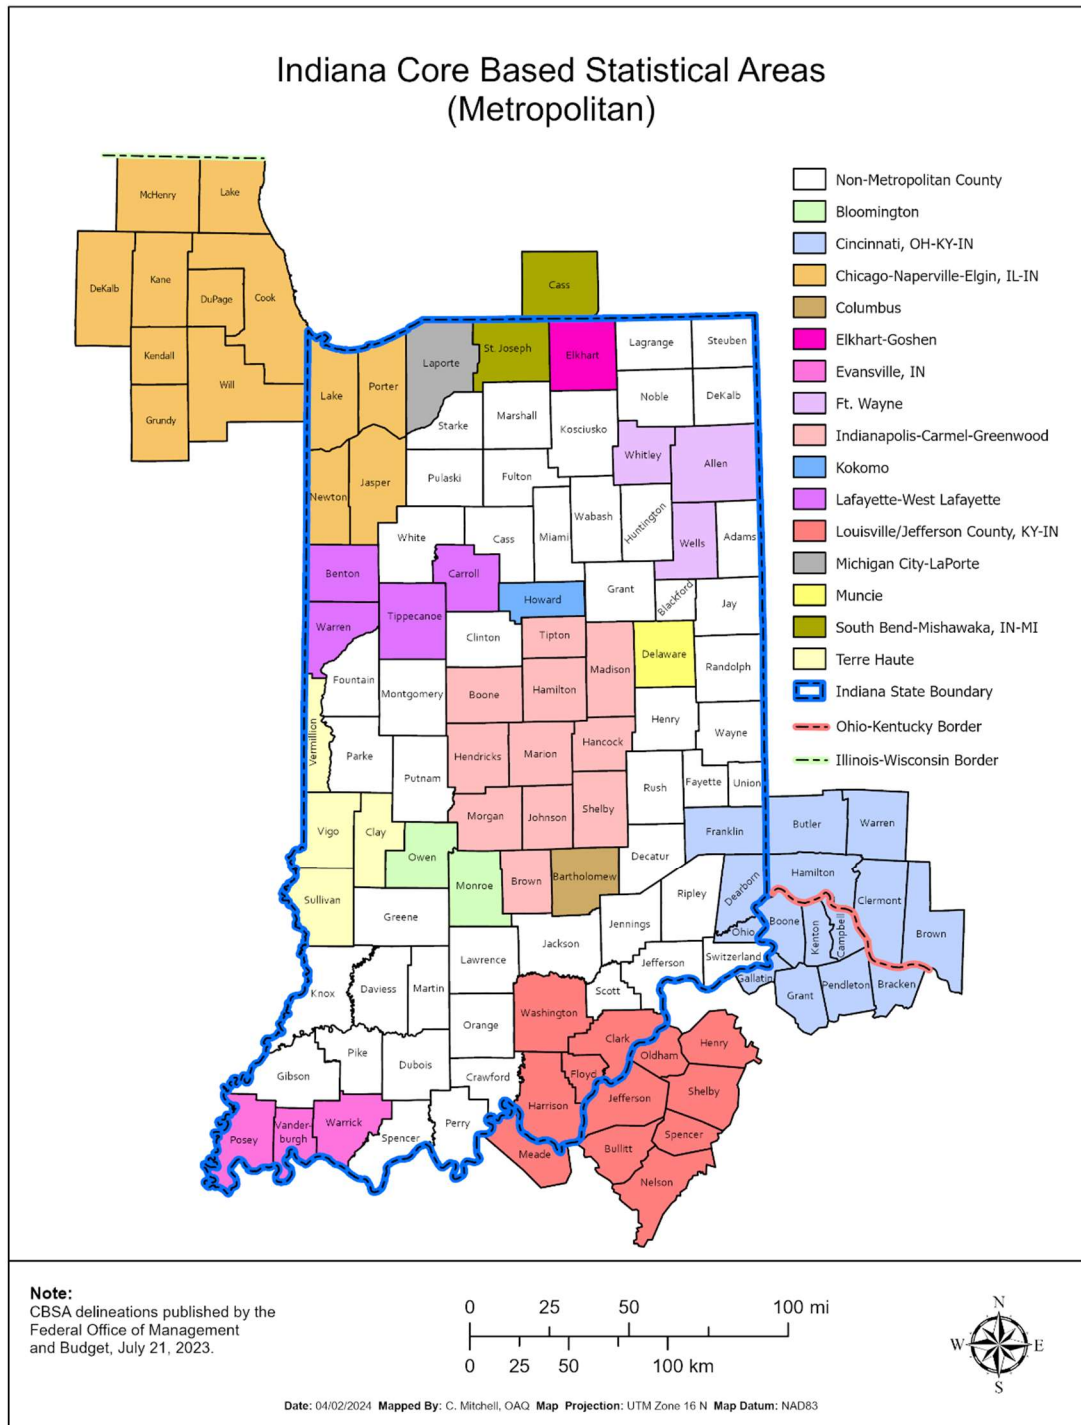 Indiana Core Based Statistical Areas
(Metropolitan)
Non-Metropolitan County
Bloomington
Cincinnati, OH-KY-IN
Chicago-Naperville-Elgin, IL-IN
Columbus
Elkhart-Goshen
Evansville, IN
Ft. Wayne
Indianapolis-Carmel-Greenwood
Kokomo
Lafayette-West Lafayette
Louisville/Jefferson County, KY-IN
Michigan City-LaPorte
Muncie
South Bend-Mishawaka, IN-MI
Terre Haute
Indiana State Boundary
Ohio-Kentucky Border
Illinois-Wisconsin Border
McHenry
Lake
DeKalb
Kane
DuPage
Cook
Kendall
Will
Grundy
Cass
Lake
Porter
Laporte
St. Joseph
Elkhart
Lagrange
Steuben
Noble
DeKalb
Starke
Marshall
Kosciusko
Whitley
Allen
Newton
Jasper
Pulaski
Fulton
White
Cass
Miami
Wabash
Huntington
Wells
Adams
Benton
Carroll
Howard
Grant
Blackford
Jay
Warren
Tippecanoe
Clinton
Tipton
Madison
Delaware
Randolph
Fountain
Montgomery
Boone
Hamilton
Henry
Wayne
Vermillion
Parke
Putnam
Hendricks
Marion
Hancock
Rush
Fayette
Union
Vigo
Clay
Owen
Morgan
Johnson
Shelby
Decatur
Franklin
Butler
Warren
Sullivan
Greene
Monroe
Brown
Bartholomew
Jennings
Ripley
Dearborn
Hamilton
Clermont
Brown
Ohio
Boone
Kenton
Campbell
Knox
Daviess
Martin
Lawrence
Jackson
Jefferson
Switzerland
Gallatin
Grant
Pendleton
Bracken
Scott
Washington
Orange
Clark
Oldham
Henry
Gibson
Pike
Dubois
Crawford
Harrison
Floyd
Jefferson
Shelby
Posey
Vander-
burgh
Warrick
Spencer
Perry
Meade
Bullitt
Spencer
Nelson
Note:
CBSA delineations published by the
Federal Office of Management
and Budget, July 21, 2023.
0 25 50 100 mi
0 25 50 100 km
N
W E
S
Date: 04/02/2024 Mapped By: C. Mitchell, OAQ Map Projection: UTM Zone 16 N Map Datum: NAD83